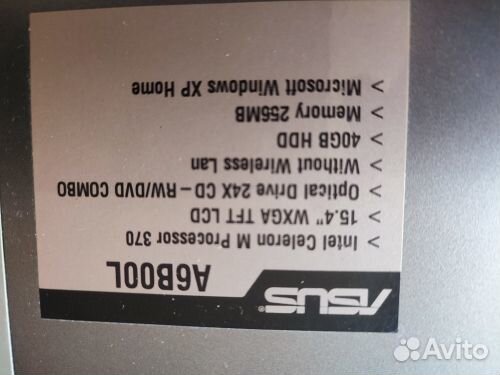 ASUS®
A6B00L
> Intel Celeron M Processor 370
> 15.4" WXGA TFT LCD
> Optical Drive 24X CD – RW/DVD COMBO
> Without Wireless Lan
> 40GB HDD
> Memory 256MB
> Microsoft Windows XP Home
Avito